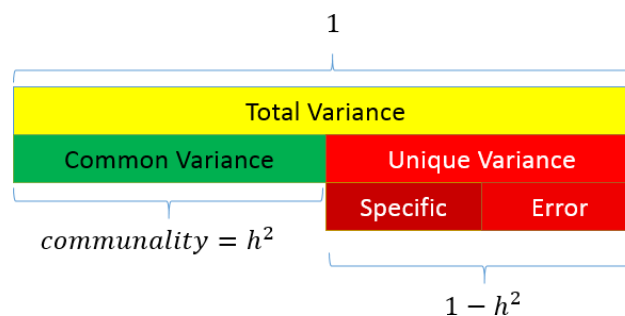 1
Total Variance
Common Variance Unique Variance
Specific Error
communality = h²
1 − h²